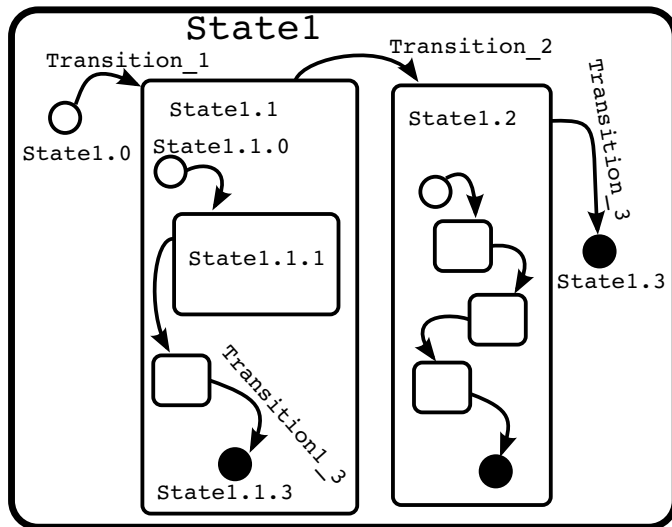 State1
Transition_1
Transition_2
Transition_3
State1.0
State1.1
State1.2
State1.1.0
State1.1.1
State1.3
Transition1_3
State1.1.3